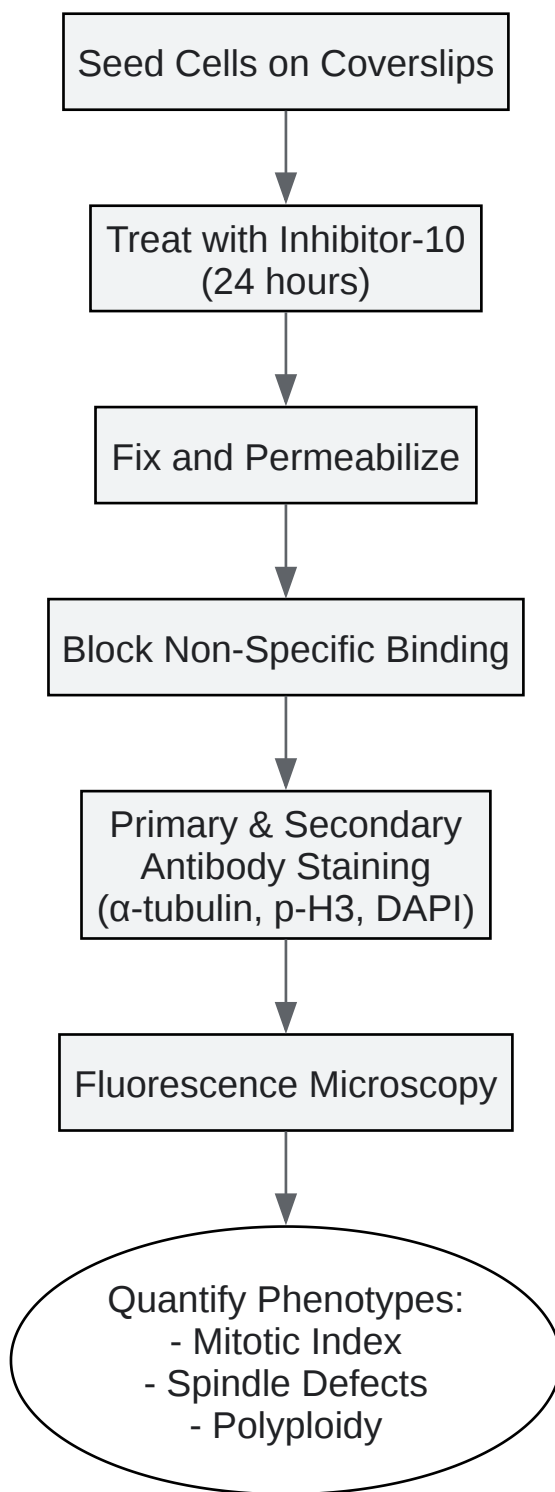 Seed Cells on Coverslips
Treat with Inhibitor-10
(24 hours)
Fix and Permeabilize
Block Non-Specific Binding
Primary & Secondary
Antibody Staining
(α-tubulin, p-H3, DAPI)
Fluorescence Microscopy
Quantify Phenotypes:
- Mitotic Index
- Spindle Defects
- Polyploidy